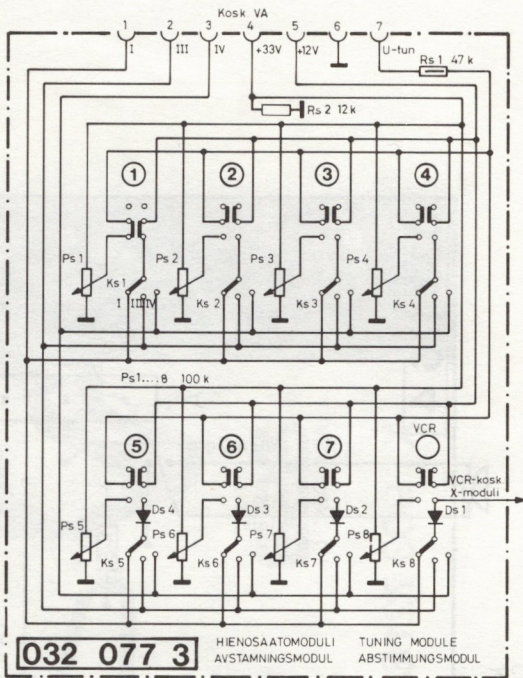 Kosk VA
1 2 3 4 5 6 7
I III IV +33V +12V U-tun
Rs 1 47 k
Rs 2 12 k
1 2 3 4
Ps 1 Ps 2 Ps 3 Ps 4
Ks 1 Ks 2 Ks 3 Ks 4
I III IV
Ps1....8 100 k
5 6 7 VCR
VCR-kosk.
X-moduli
Ds 4 Ds 3 Ds 2 Ds 1
Ps 5 Ps 6 Ps 7 Ps 8
Ks 5 Ks 6 Ks 7 Ks 8
032 077 3
HIENOSAATOMODULI TUNING MODULE
AVSTAMNINGSMODUL ABSTIMMUNGSMODUL